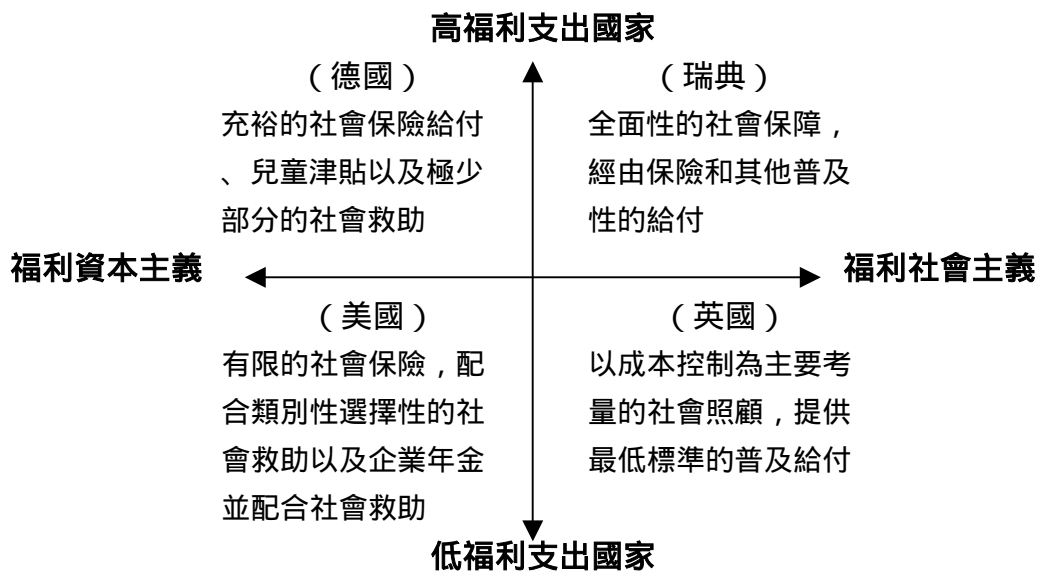 高福利支出國家
（德國）
充裕的社會保險給付
、兒童津貼以及極少
部分的社會救助
（瑞典）
全面性的社會保障，
經由保險和其他普及
性的給付
福利資本主義
福利社會主義
（美國）
有限的社會保險，配
合類別性選擇性的社
會救助以及企業年金
並配合社會救助
（英國）
以成本控制為主要考
量的社會照顧，提供
最低標準的普及給付
低福利支出國家